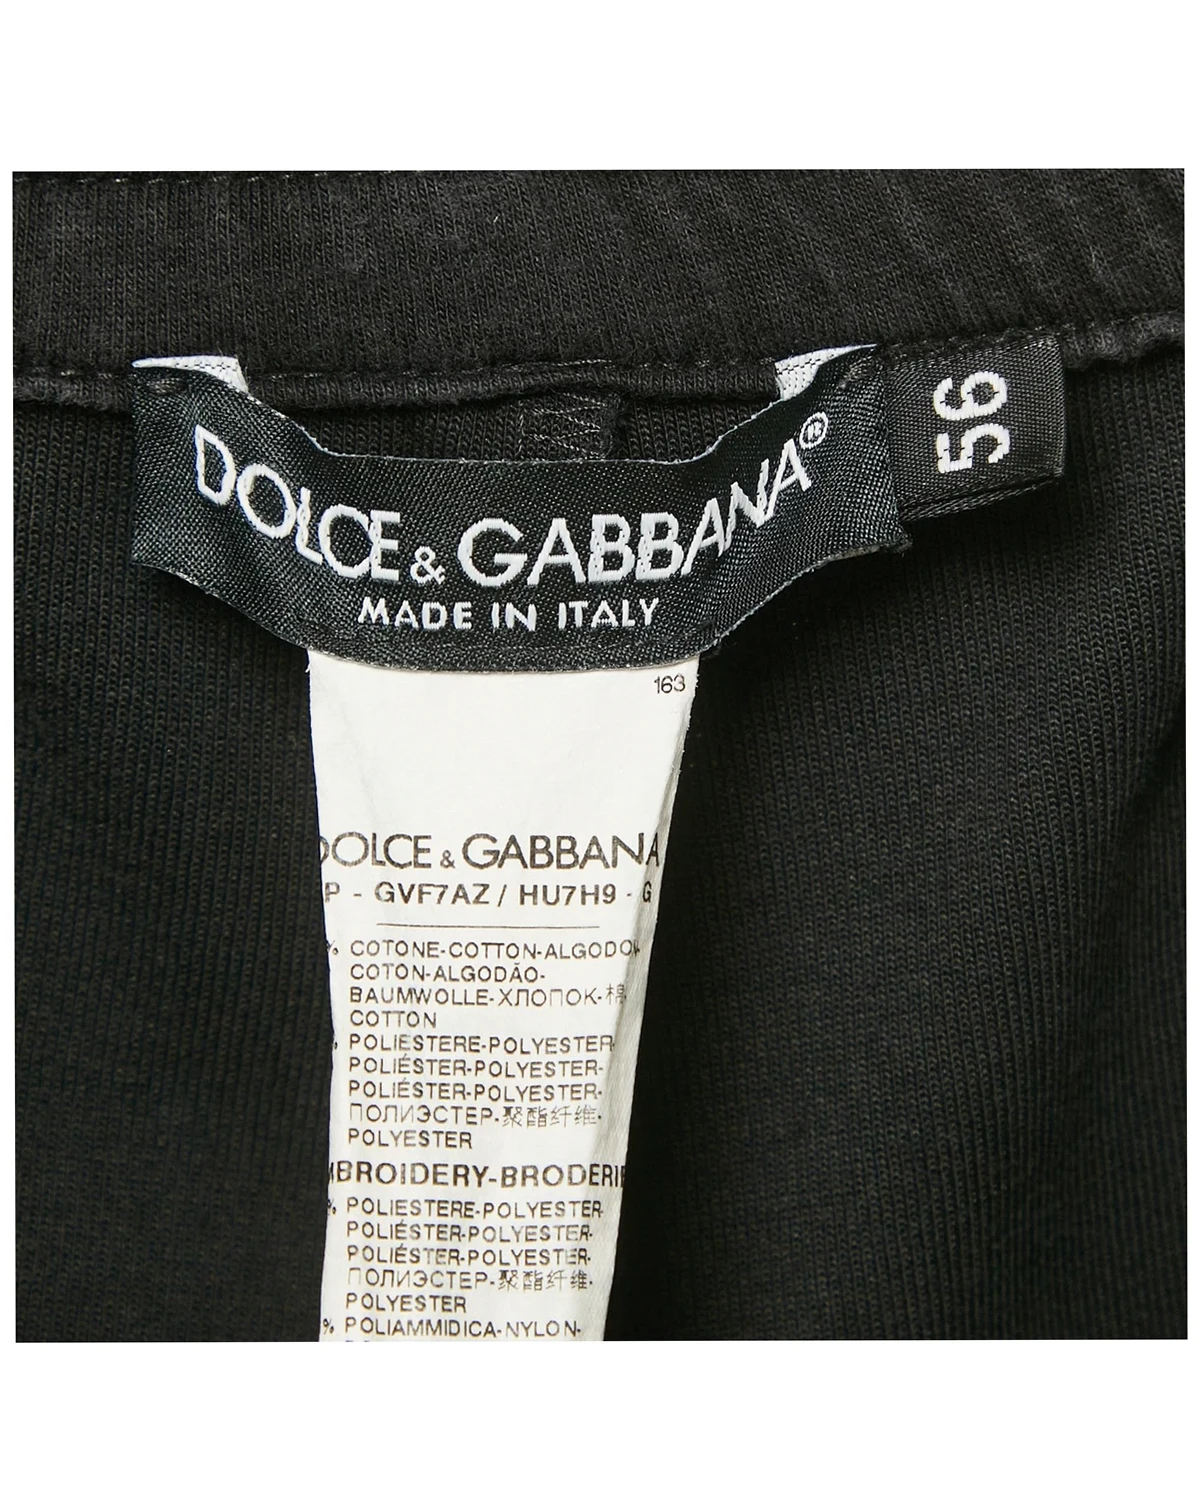 DOLCE & GABBANA®
MADE IN ITALY
56
163
DOLCE & GABBANA
P - GVF7AZ / HU7H9 - G
% COTONE-COTTON-ALGODON
COTON-ALGODÃO-
BAUMWOLLE-ХЛОПОК-棉
COTTON
% POLIESTERE-POLYESTER
POLIÉSTER-POLYESTER-
POLIÉSTER-POLYESTER-
ПОЛИЭСТЕР-聚酯纤维-
POLYESTER
MBROIDERY-BRODERIE
% POLIESTERE-POLYESTER-
POLIÉSTER-POLYESTER-
POLIÉSTER-POLYESTER-
ПОЛИЭСТЕР-聚酯纤维-
POLYESTER
% POLIAMMIDICA-NYLON-